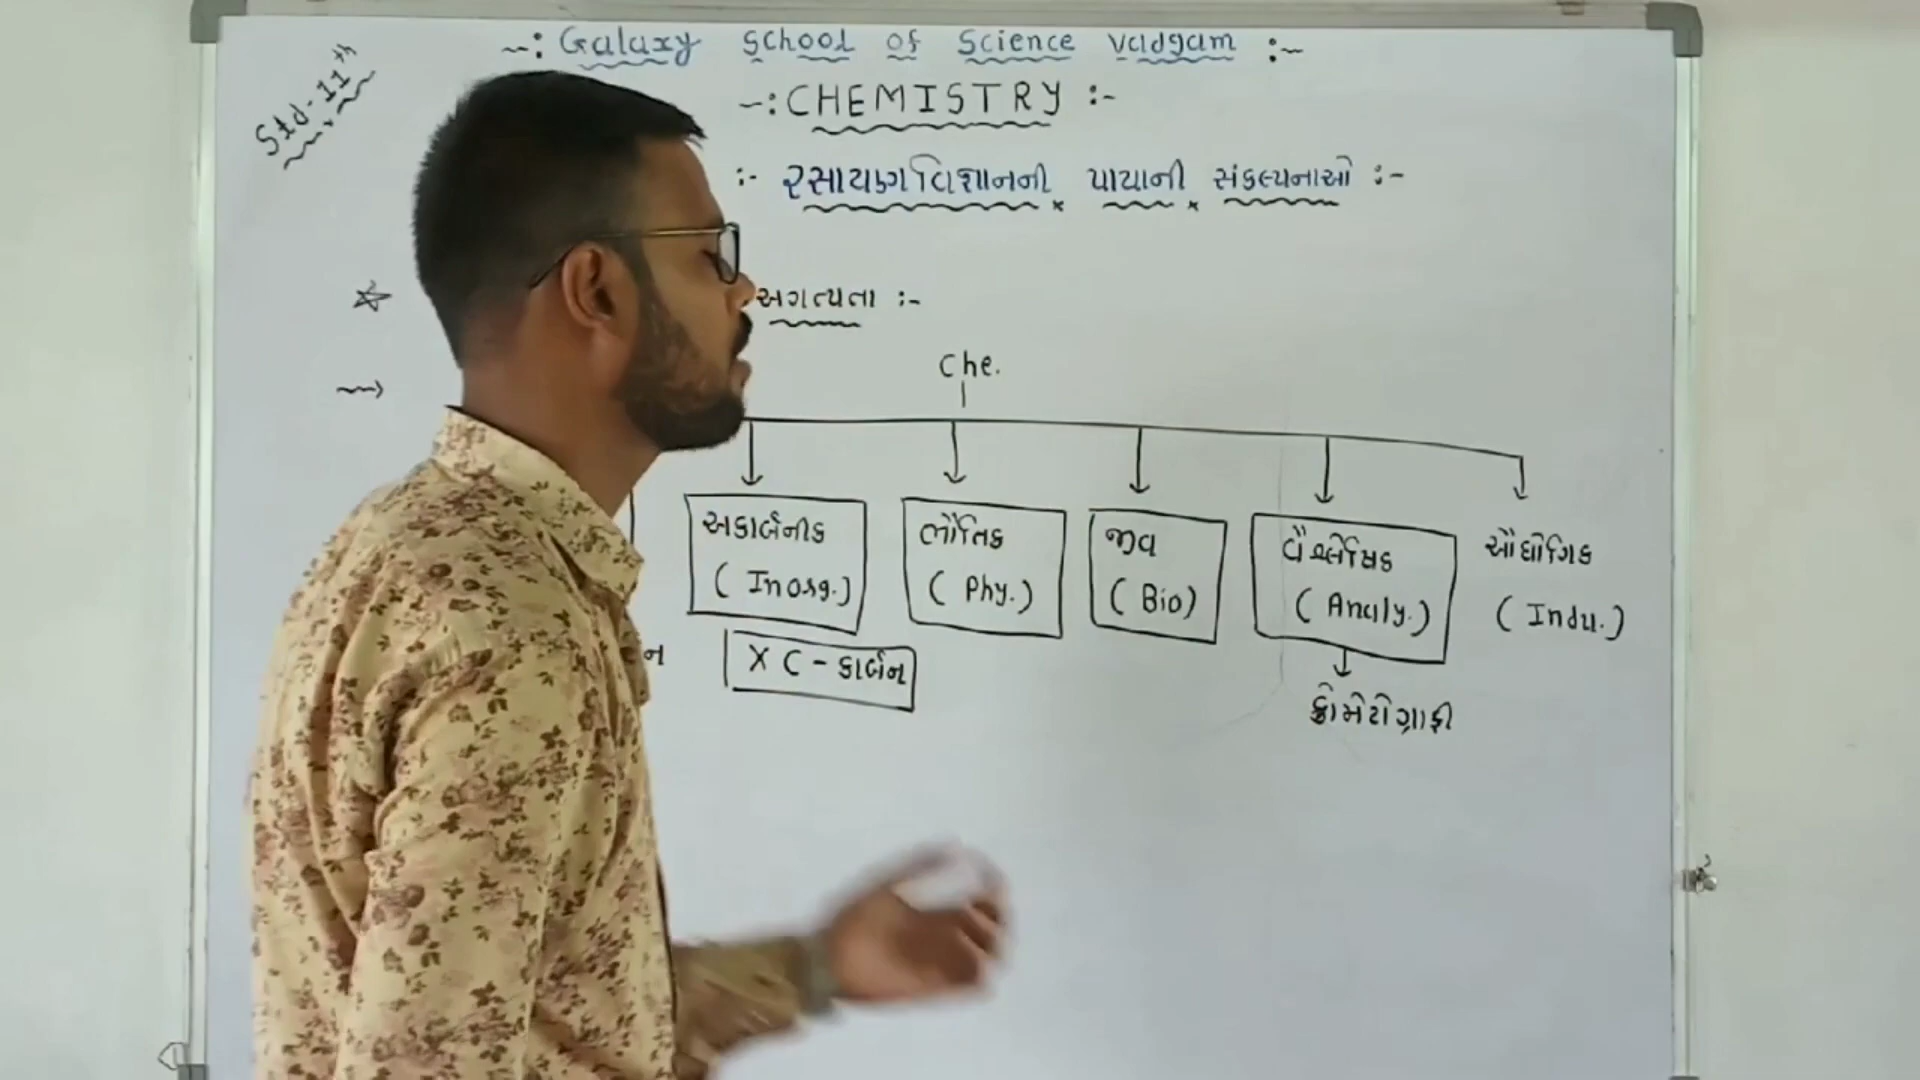 Std-11th
-: Galaxy School of Science Vadgam :-
-: CHEMISTRY :-
:- રસાયણ વિજ્ઞાનની પાયાની સંકલ્પનાઓ :-
અગત્યતા :-
Che.
અકાર્બનીક ભૌતિક જીવ વૈશ્લેષિક ઔદ્યોગિક
( Inorg.) ( Phy.) ( Bio) ( Analy.) ( Indu.)
ન X C - કાર્બન
ક્રોમેટોગ્રાફી